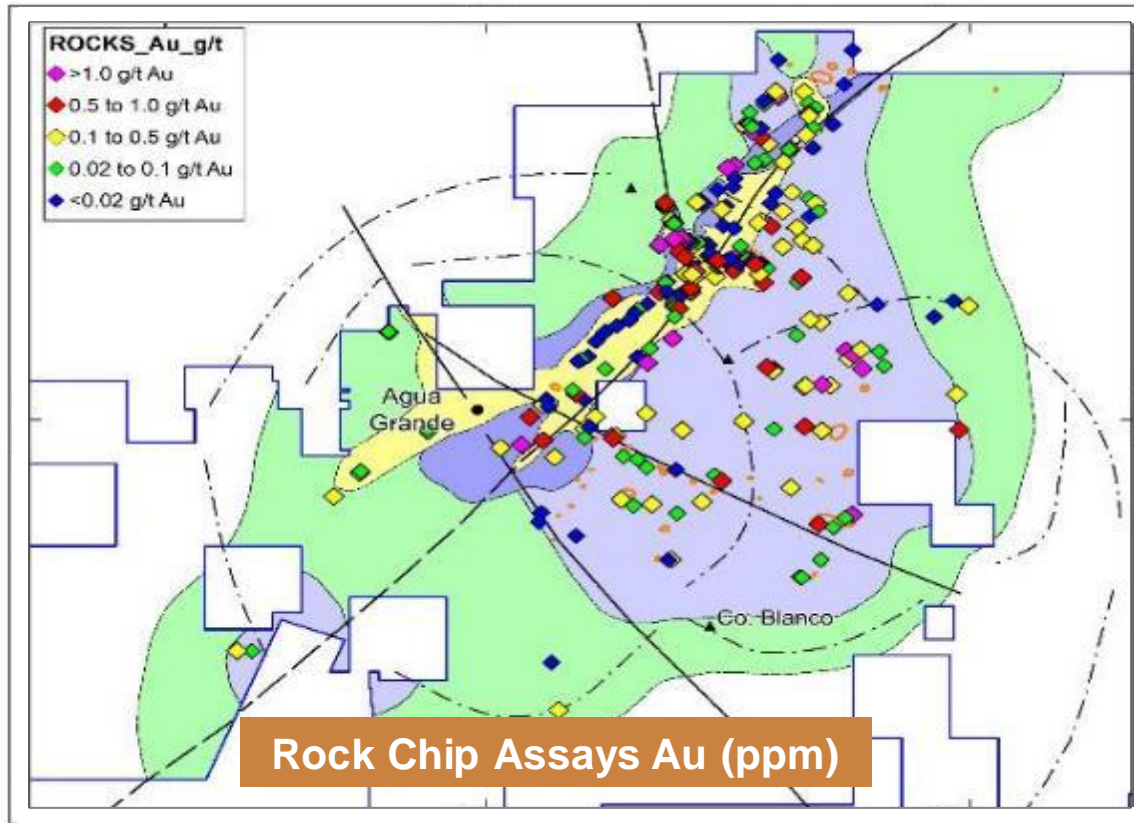 ROCKS_Au_g/t
>1.0 g/t Au
0.5 to 1.0 g/t Au
0.1 to 0.5 g/t Au
0.02 to 0.1 g/t Au
<0.02 g/t Au
Agua
Grande
Co. Blanco
Rock Chip Assays Au (ppm)